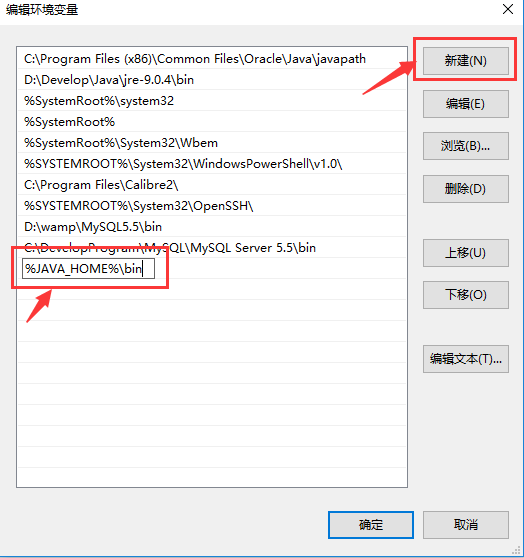 编辑环境变量
C:\Program Files (x86)\Common Files\Oracle\Java\javapath
新建(N)
D:\Develop\Java\jre-9.0.4\bin
%SystemRoot%\system32
编辑(E)
%SystemRoot%
%SystemRoot%\System32\Wbem
浏览(B)...
%SYSTEMROOT%\System32\WindowsPowerShell\v1.0\
C:\Program Files\Calibre2\
删除(D)
%SYSTEMROOT%\System32\OpenSSH\
D:\wamp\MySQL5.5\bin
C:\DevelopProgram\MySQL\MySQL Server 5.5\bin
上移(U)
%JAVA_HOME%\bin
下移(O)
编辑文本(T)...
确定
取消